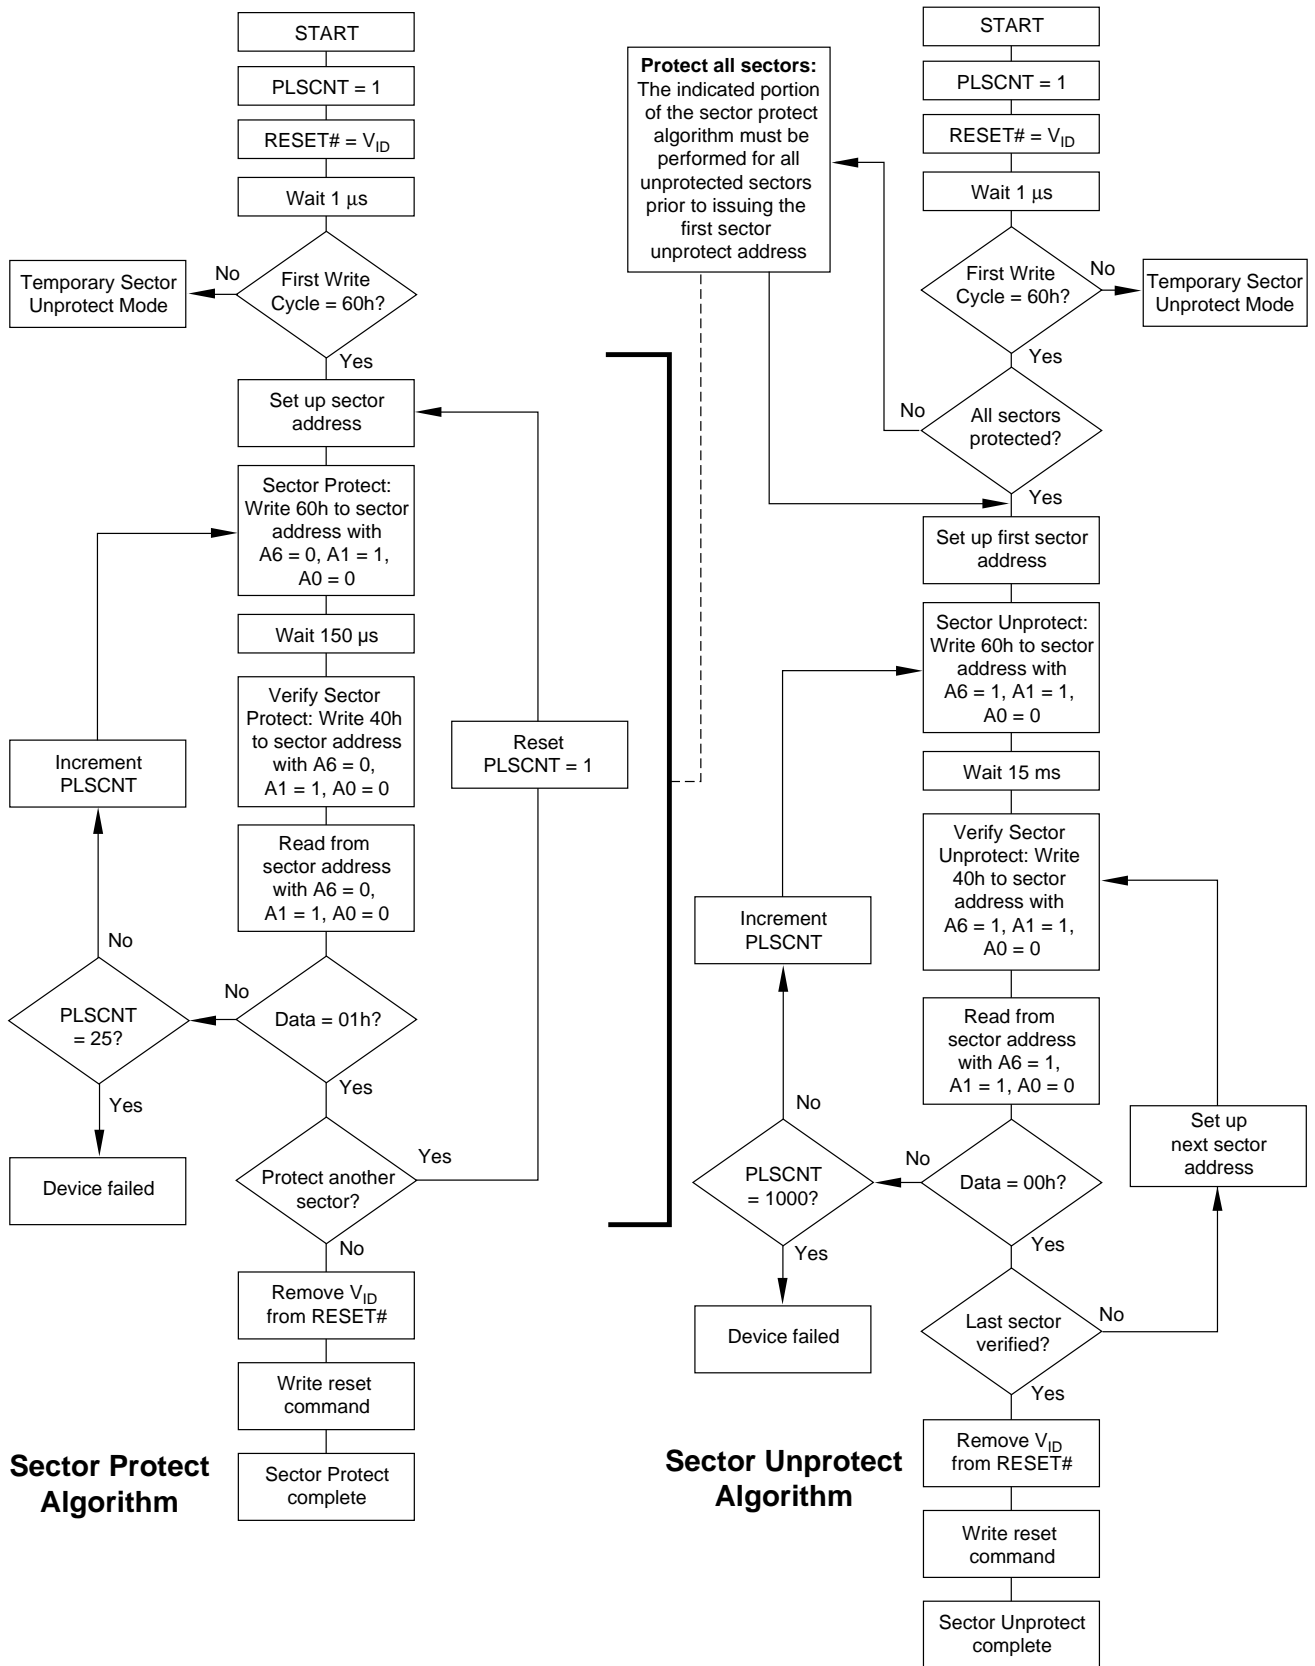 START
PLSCNT = 1
RESET# = VID
Wait 1 μs
First Write
Cycle = 60h?
No
Temporary Sector
Unprotect Mode
Yes
Set up sector
address
Sector Protect:
Write 60h to sector
address with
A6 = 0, A1 = 1,
A0 = 0
Wait 150 µs
Verify Sector
Protect: Write 40h
to sector address
with A6 = 0,
A1 = 1, A0 = 0
Reset
PLSCNT = 1
Increment
PLSCNT
Read from
sector address
with A6 = 0,
A1 = 1, A0 = 0
No
No
PLSCNT
= 25?
Data = 01h?
Yes
Yes
Device failed
Protect another
sector?
Yes
No
Remove VID
from RESET#
Write reset
command
Sector Protect
complete
Sector Protect
Algorithm
Protect all sectors:
The indicated portion
of the sector protect
algorithm must be
performed for all
unprotected sectors
prior to issuing the
first sector
unprotect address
START
PLSCNT = 1
RESET# = VID
Wait 1 μs
First Write
Cycle = 60h?
No
Temporary Sector
Unprotect Mode
Yes
No
All sectors
protected?
Yes
Set up first sector
address
Sector Unprotect:
Write 60h to sector
address with
A6 = 1, A1 = 1,
A0 = 0
Wait 15 ms
Verify Sector
Unprotect: Write
40h to sector
address with
A6 = 1, A1 = 1,
A0 = 0
Increment
PLSCNT
Read from
sector address
with A6 = 1,
A1 = 1, A0 = 0
No
Set up
next sector
address
No
PLSCNT
= 1000?
Data = 00h?
Yes
Yes
Device failed
Last sector
verified?
No
Yes
Remove VID
from RESET#
Write reset
command
Sector Unprotect
complete
Sector Unprotect
Algorithm